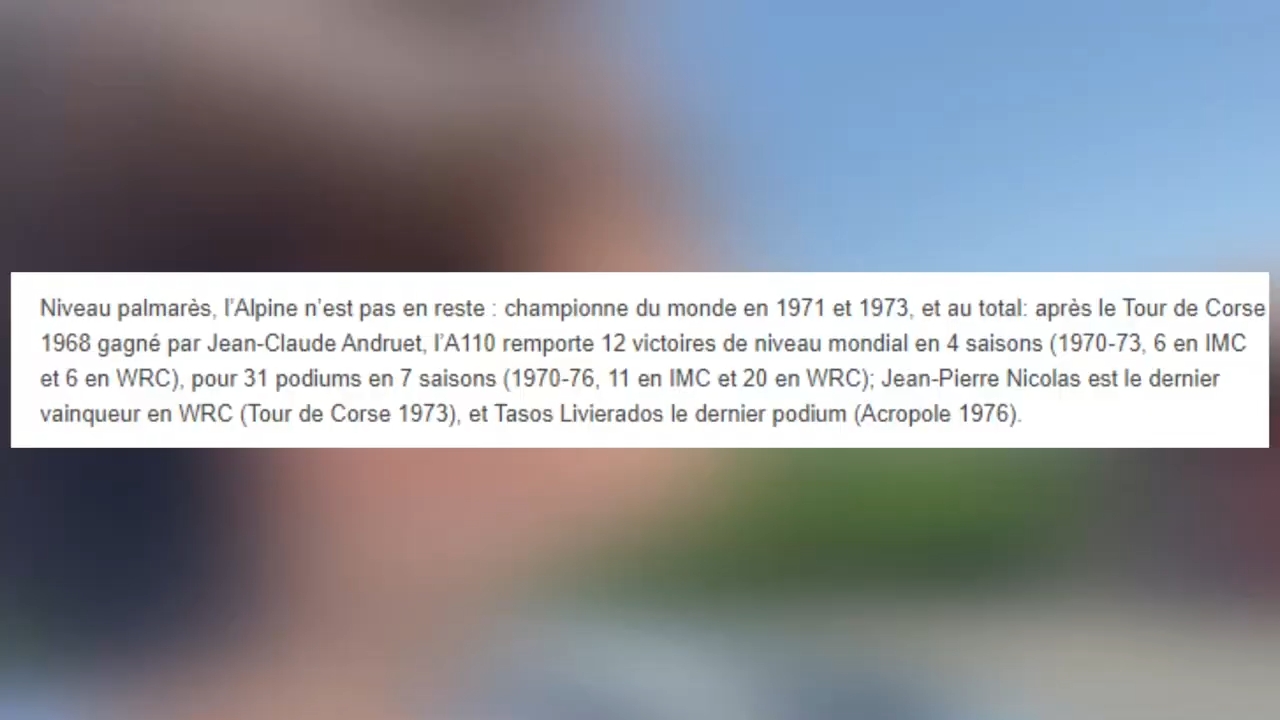 Niveau palmarès, l’Alpine n’est pas en reste : championne du monde en 1971 et 1973, et au total: après le Tour de Corse
1968 gagné par Jean-Claude Andruet, l’A110 remporte 12 victoires de niveau mondial en 4 saisons (1970-73, 6 en IMC
et 6 en WRC), pour 31 podiums en 7 saisons (1970-76, 11 en IMC et 20 en WRC); Jean-Pierre Nicolas est le dernier
vainqueur en WRC (Tour de Corse 1973), et Tasos Livierados le dernier podium (Acropole 1976).